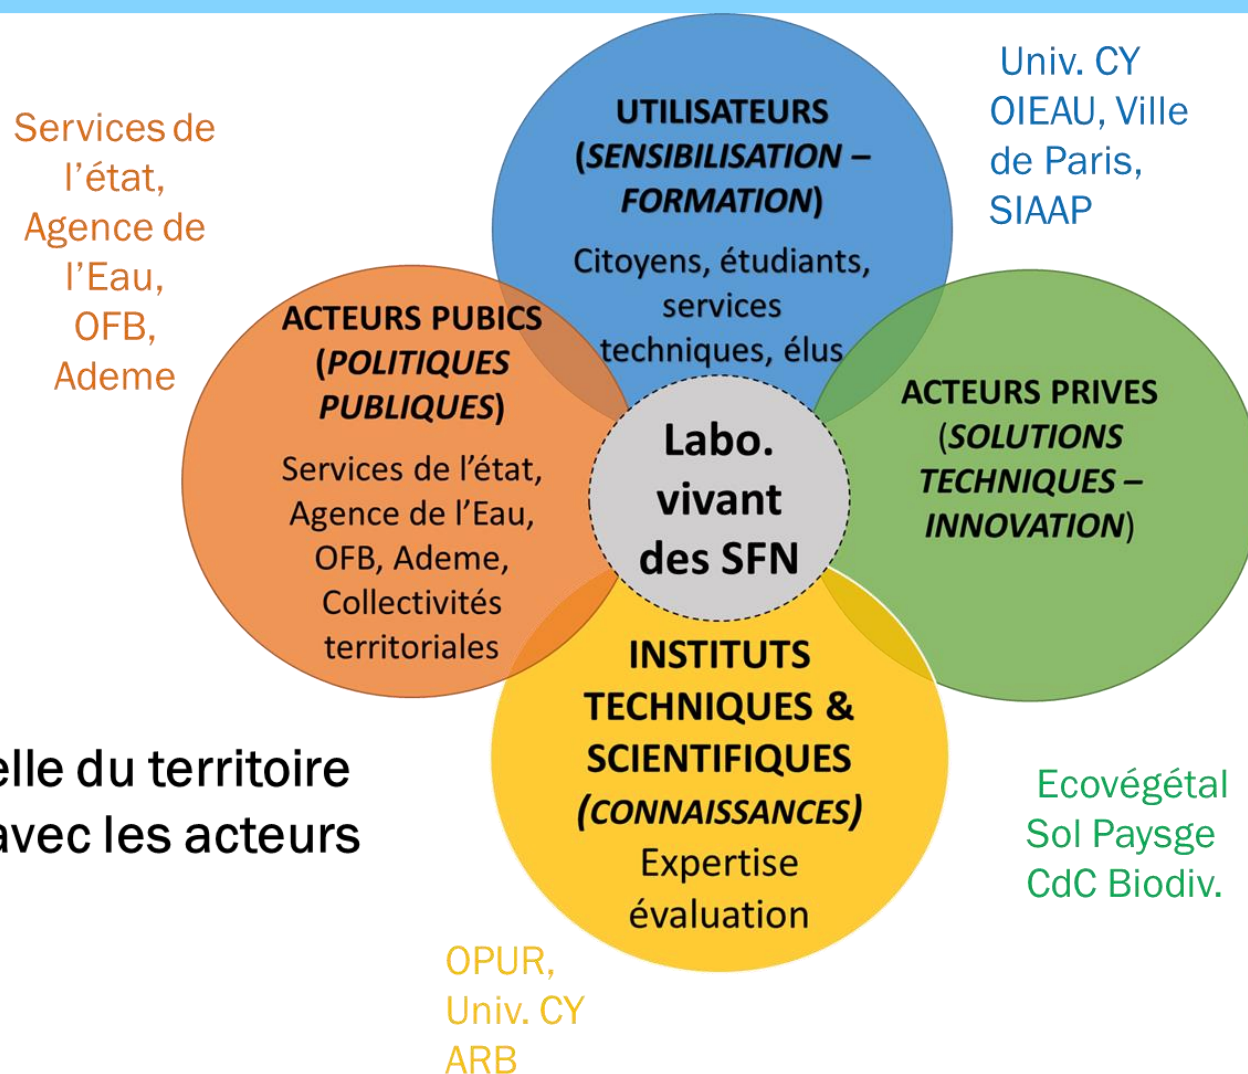 Services de
l'état,
Agence de
l'Eau,
OFB,
Ademe
UTILISATEURS
(SENSIBILISATION –
FORMATION)
Citoyens, étudiants,
services
techniques, élus
Univ. CY
OIEAU, Ville
de Paris,
SIAAP
ACTEURS PUBICS
(POLITIQUES
PUBLIQUES)
Services de l'état,
Agence de l'Eau,
OFB, Ademe,
Collectivités
territoriales
Labo.
vivant
des SFN
ACTEURS PRIVES
(SOLUTIONS
TECHNIQUES –
INNOVATION)
INSTITUTS
TECHNIQUES &
SCIENTIFIQUES
(CONNAISSANCES)
Expertise
évaluation
elle du territoire
avec les acteurs
Ecovégétal
Sol Paysge
CdC Biodiv.
OPUR,
Univ. CY
ARB